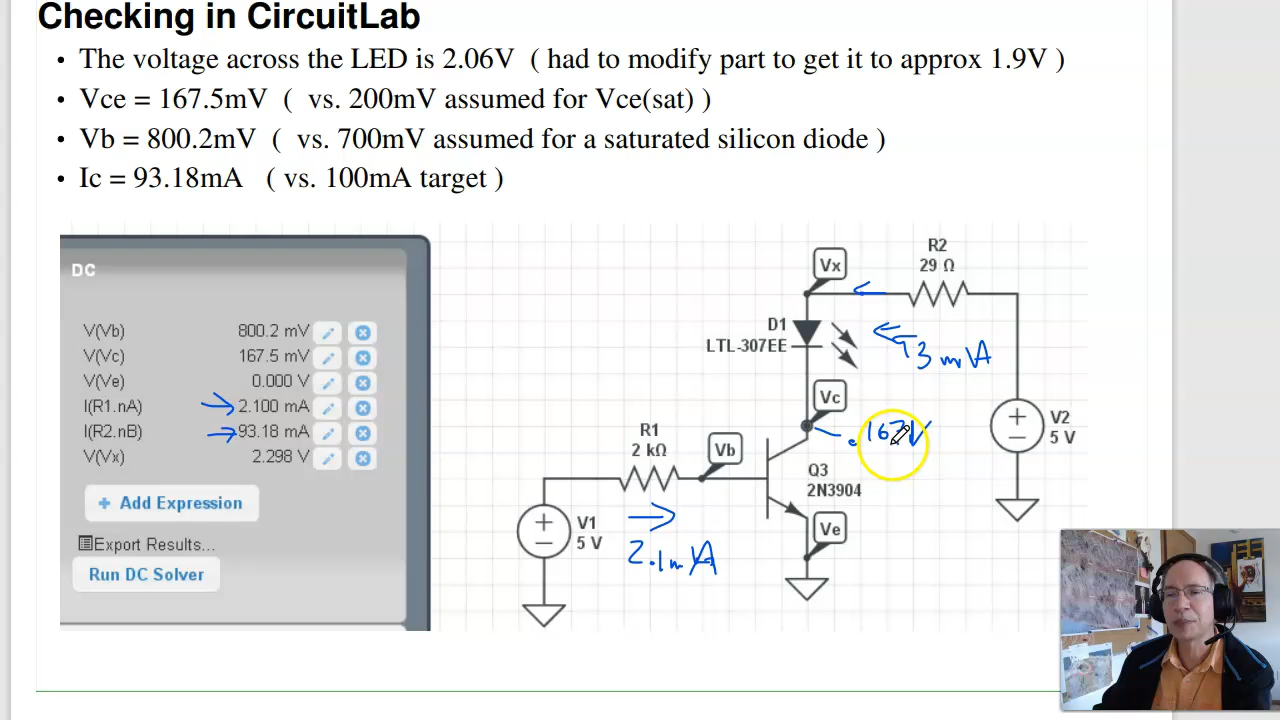 Checking in CircuitLab
• The voltage across the LED is 2.06V ( had to modify part to get it to approx 1.9V )
• Vce = 167.5mV ( vs. 200mV assumed for Vce(sat) )
• Vb = 800.2mV ( vs. 700mV assumed for a saturated silicon diode )
• Ic = 93.18mA ( vs. 100mA target )
DC
V(Vb) 800.2 mV
V(Vc) 167.5 mV
V(Ve) 0.000 V
I(R1.nA) 2.100 mA
I(R2.nB) 93.18 mA
V(Vx) 2.298 V
+ Add Expression
Export Results...
Run DC Solver
Vx
R2
29 Ω
D1
LTL-307EE
93 mA
Vc
.167V
R1
2 kΩ
Vb
Q3
2N3904
V2
5 V
V1
5 V
Ve
2.1mA